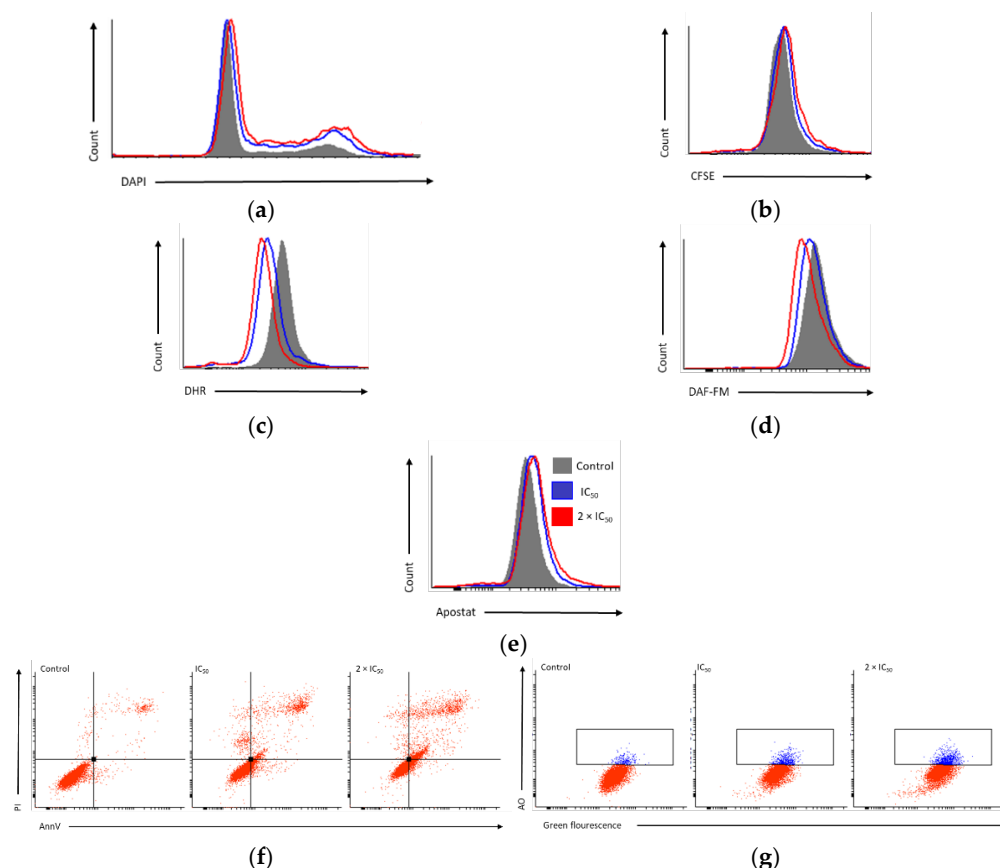 Count
DAPI
(a)
Count
CFSE
(b)
Count
DHR
(c)
Count
DAF-FM
(d)
Control
IC₅₀
2 × IC₅₀
Count
Apostat
(e)
Control
IC₅₀
2 × IC₅₀
PI
AnnV
(f)
Control
IC₅₀
2 × IC₅₀
AO
Green flourescence
(g)